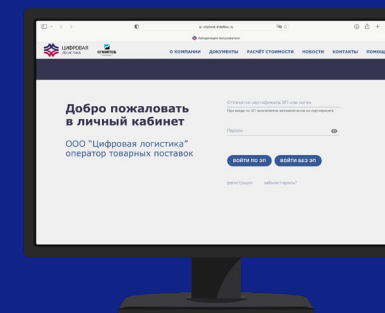 ЦИФРОВАЯ
ЛОГИСТИКА
О КОМПАНИИ ДОКУМЕНТЫ РАСЧЁТ СТОИМОСТИ НОВОСТИ КОНТАКТЫ
Добро пожаловать
в личный кабинет
ООО “Цифровая логистика”
оператор товарных поставок
Пароль
ВОЙТИ ПО ЭП ВОЙТИ БЕЗ ЭП
регистрация забыли пароль?